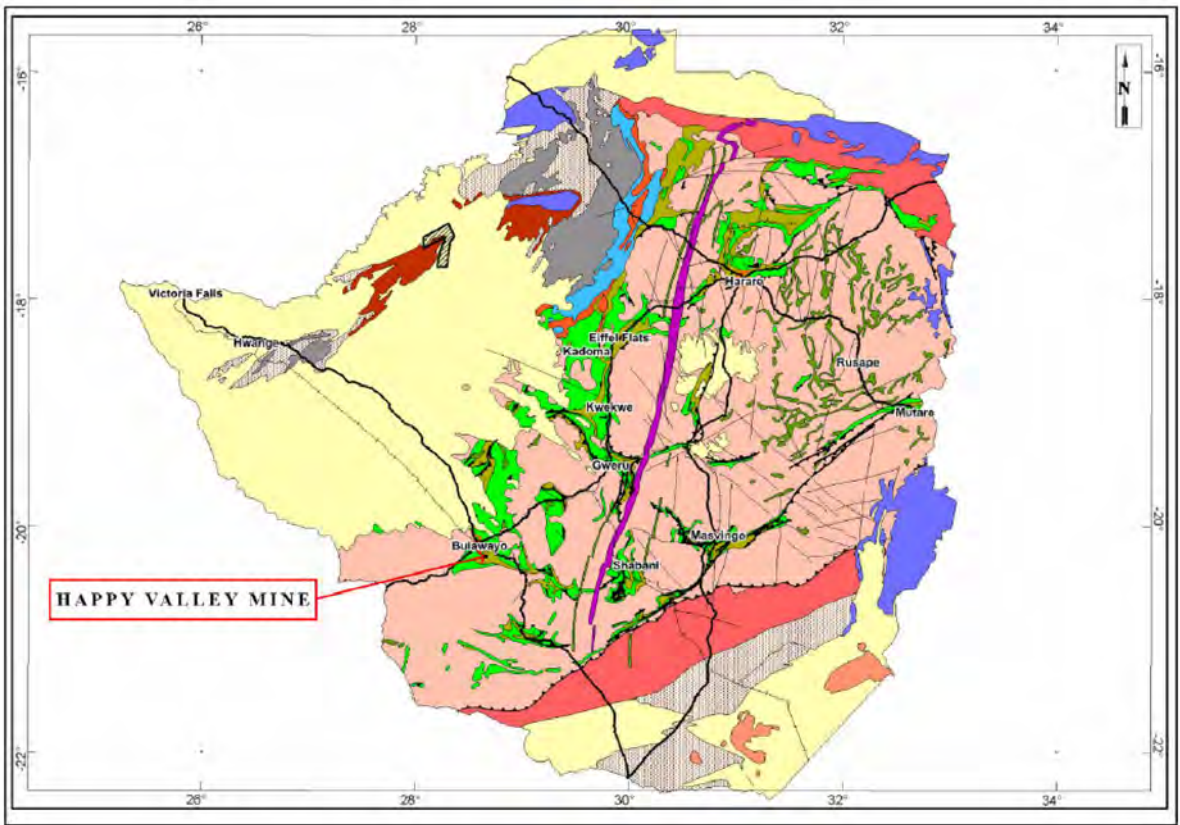 26°
28°
30°
32°
34°
-16°
-16°
N
Harare
-18°
-18°
Victoria Falls
Hwange
Eiffel Flats
Kadoma
Rusape
Kwekwe
Mutare
Gweru
-20°
-20°
Bulawayo
Masvingo
Shabani
HAPPY VALLEY MINE
-22°
-22°
26°
28°
30°
32°
34°